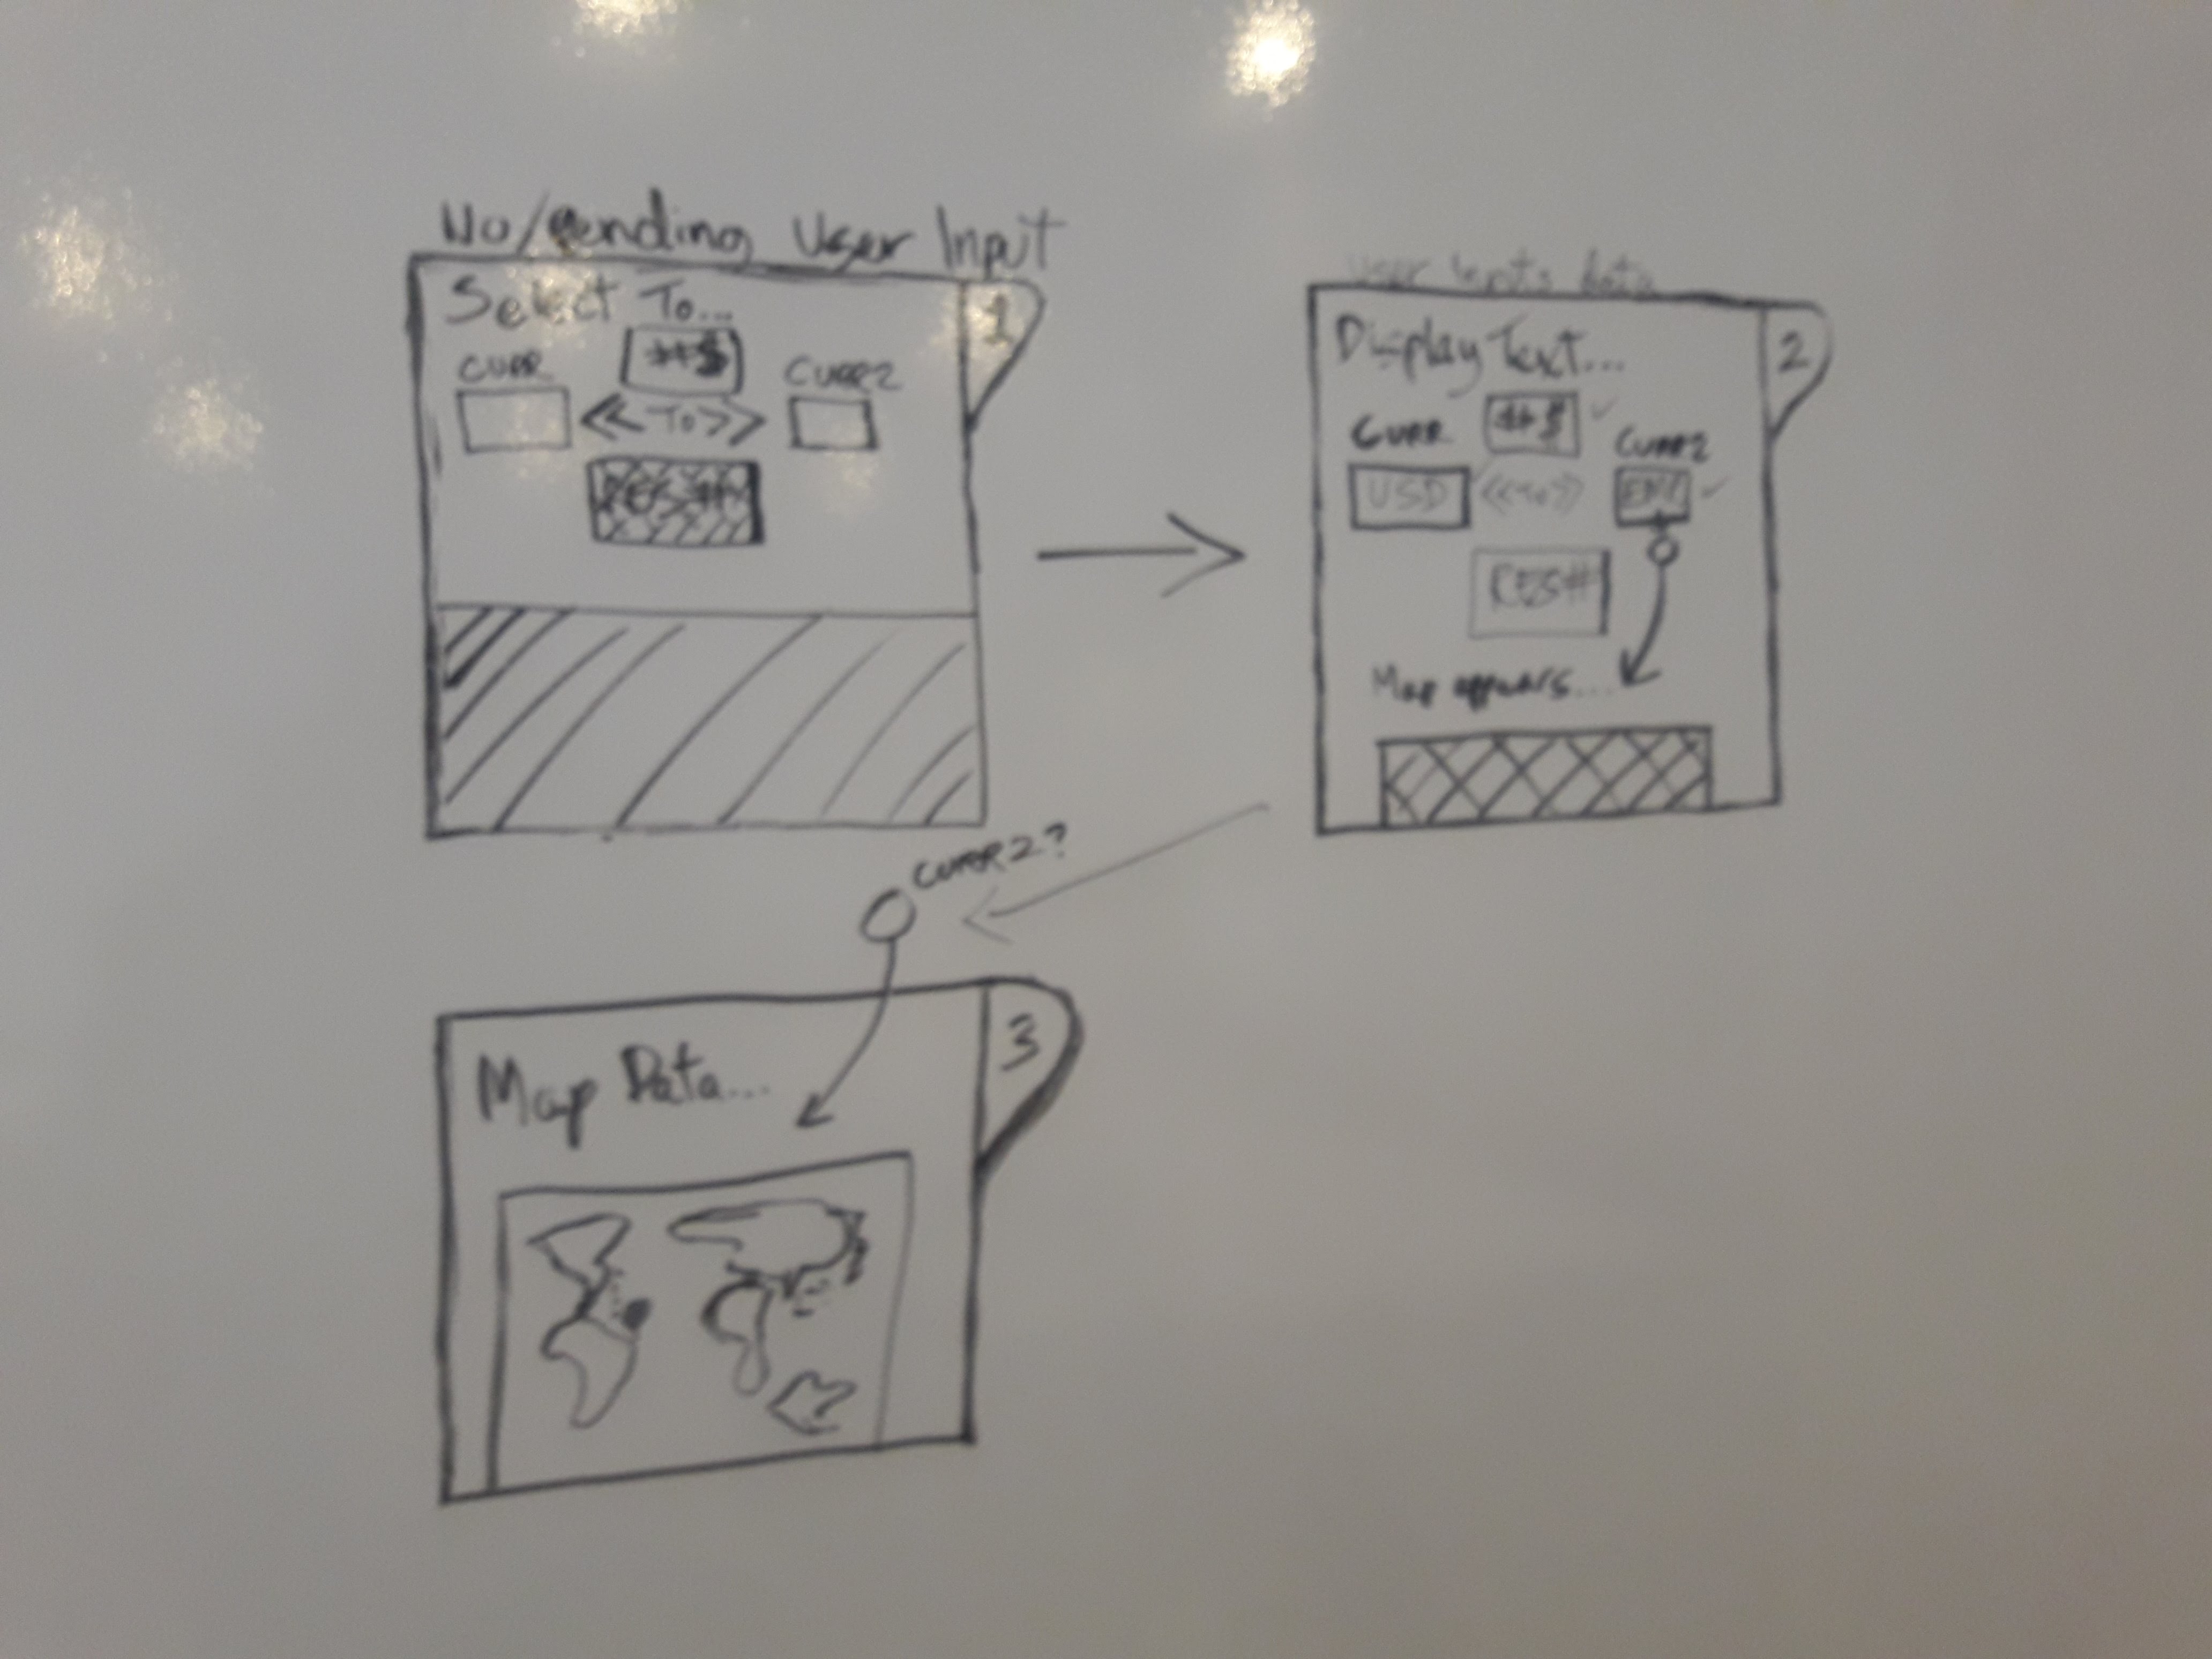 No/Pending User Input
1
Select To...
#$
CURR
CURR2
<< To >>
RES #
User inputs data
2
Display Text...
#$ ✓
CURR
CURR2
USD
<<To>>
✓
RES#
Map appears...
CURR2?
3
Map Data...